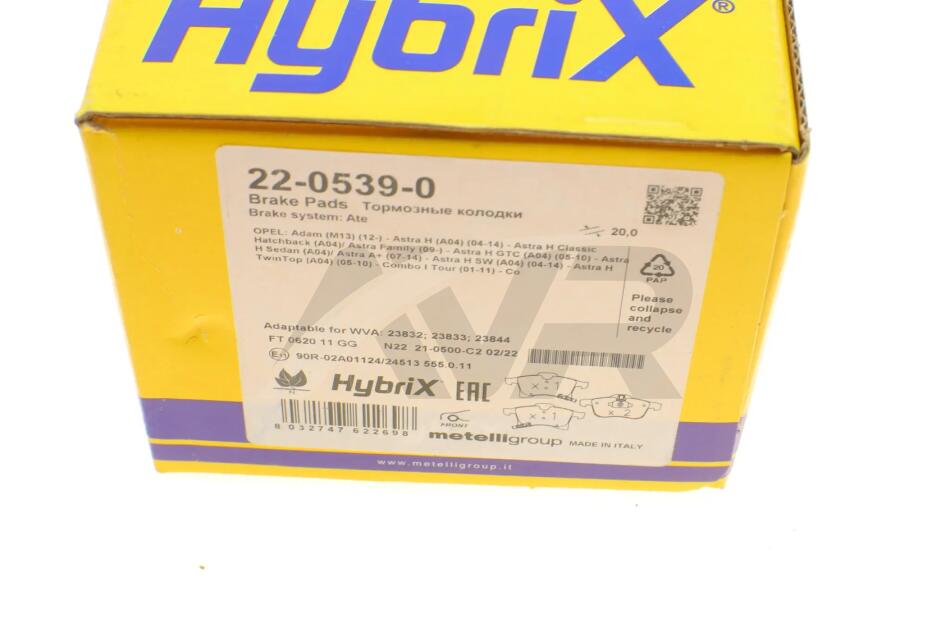 HybriX®
22-0539-0
Brake Pads Тормозные колодки
Brake system: Ate
20,0
OPEL: Adam (M13) (12-) - Astra H (A04) (04-14) - Astra H Classic
Hatchback (A04)/ Astra Family (09-) - Astra H GTC (A04) (05-10) - Astra
H Sedan (A04)/ Astra A+ (07-14) - Astra H SW (A04) (04-14) - Astra H
TwinTop (A04) (05-10) - Combo I Tour (01-11) - Co
20
PAP
Please
collapse
and
recycle
Adaptable for WVA: 23832; 23833; 23844
FT 0620 11 GG N22 21-0500-C2 02/22
90R-02A01124/24513 555.0.11
HybriX EAC
x - 1
x - 1
x 2
8 032747 622698
FRONT
metelligroup MADE IN ITALY
www.metelligroup.it